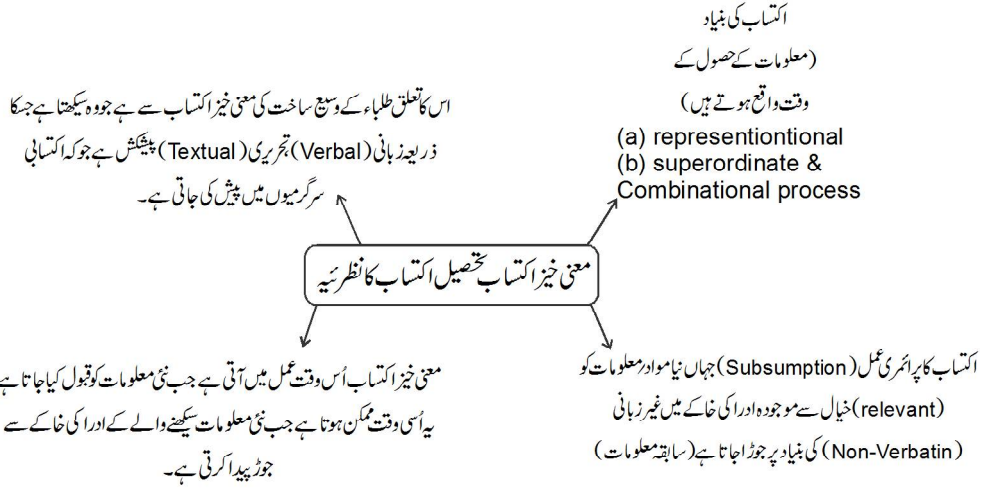 اکتساب کی بنیاد
(معلومات کے حصول کے
وقت واقع ہوتے ہیں)
(a) representiontional
(b) superordinate &
Combinational process
اس کا تعلق طلباء کے وسیع ساخت کی معنی خیز اکتساب سے ہے جو وہ سیکھتا ہے جسکا
ذریعہ زبانی (Verbal) تحریری (Textual) پیشکش ہے جو کہ اکتسابی
سرگرمیوں میں پیش کی جاتی ہے۔
معنی خیز اکتساب تحصیل اکتساب کا نظرئیہ
اکتساب کا پرائمری عمل (Subsumption) جہاں نیا مواد رمعلومات کو
(relevant) خیال سے موجودہ ادراکی خاکے میں غیر زبانی
(Non-Verbatin) کی بنیاد پر جوڑا جاتا ہے (سابقہ معلومات)
معنی خیز اکتساب اُس وقت عمل میں آتی ہے جب نئی معلومات کو قبول کیا جاتا ہے
یہ اُسی وقت ممکن ہوتا ہے جب نئی معلومات سیکھنے والے کے ادراکی خاکے سے
جوڑ پیدا کرتی ہے۔